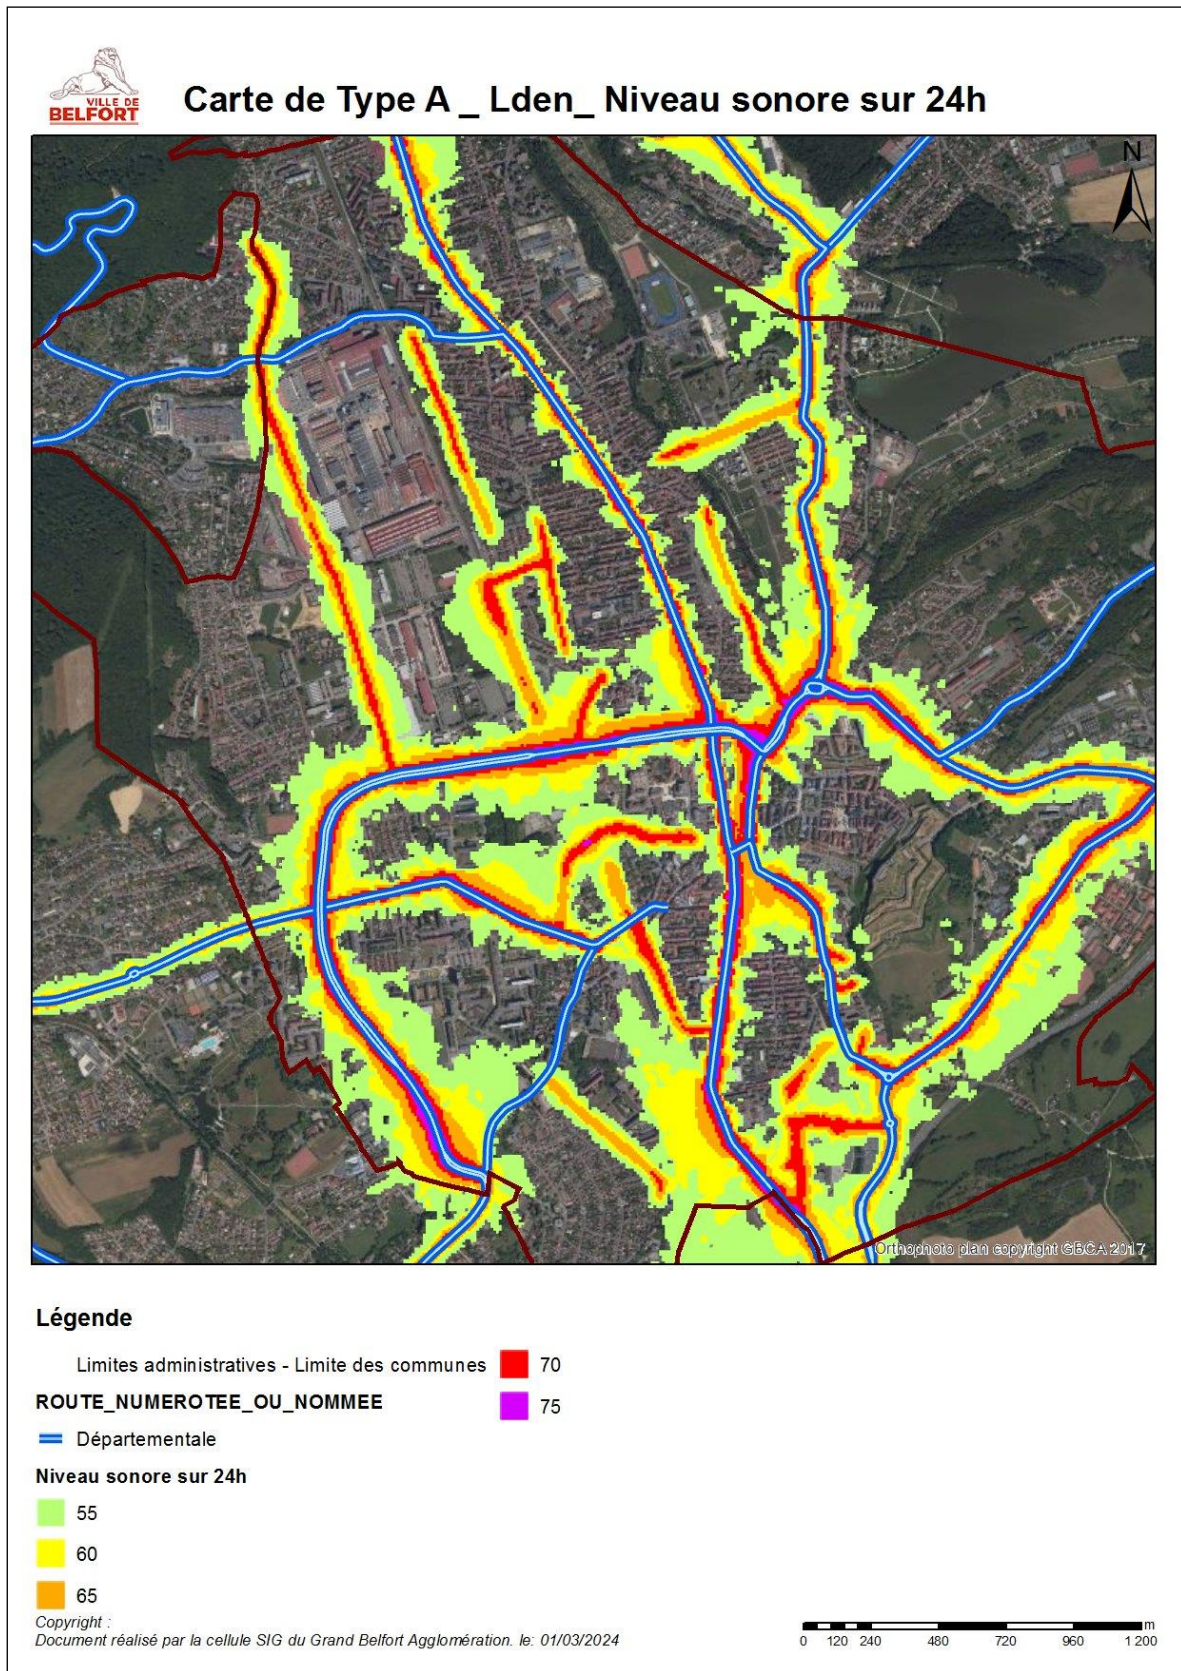 VILLE DE
BELFORT
Carte de Type A _ Lden_ Niveau sonore sur 24h
N
Orthophoto plan copyright GBCA 2017
Légende
Limites administratives - Limite des communes
70
ROUTE_NUMEROTEE_OU_NOMMEE
75
Départementale
Niveau sonore sur 24h
55
60
65
Copyright :
Document réalisé par la cellule SIG du Grand Belfort Agglomération. le: 01/03/2024
m
0 120 240 480 720 960 1 200